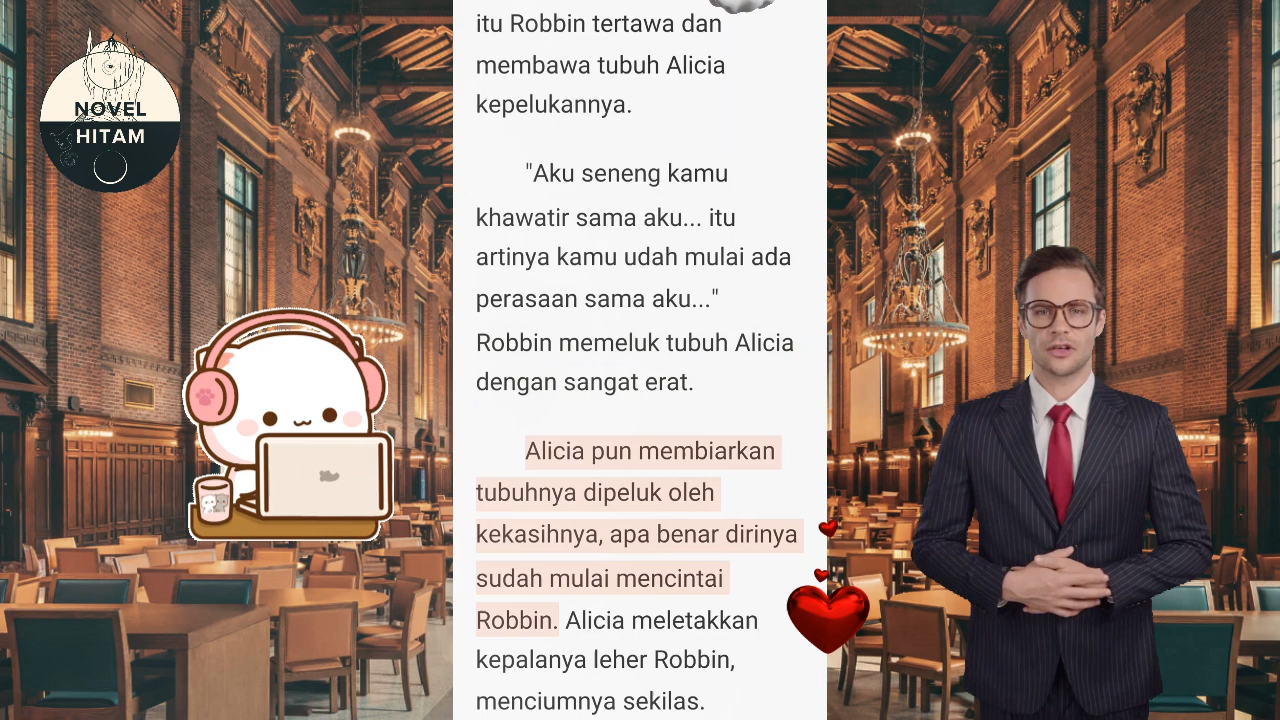 NOVEL
HITAM
itu Robbin tertawa dan
membawa tubuh Alicia
kepelukannya.
"Aku seneng kamu
khawatir sama aku... itu
artinya kamu udah mulai ada
perasaan sama aku..."
Robbin memeluk tubuh Alicia
dengan sangat erat.
Alicia pun membiarkan
tubuhnya dipeluk oleh
kekasihnya, apa benar dirinya
sudah mulai mencintai
Robbin. Alicia meletakkan
kepalanya leher Robbin,
menciumnya sekilas.